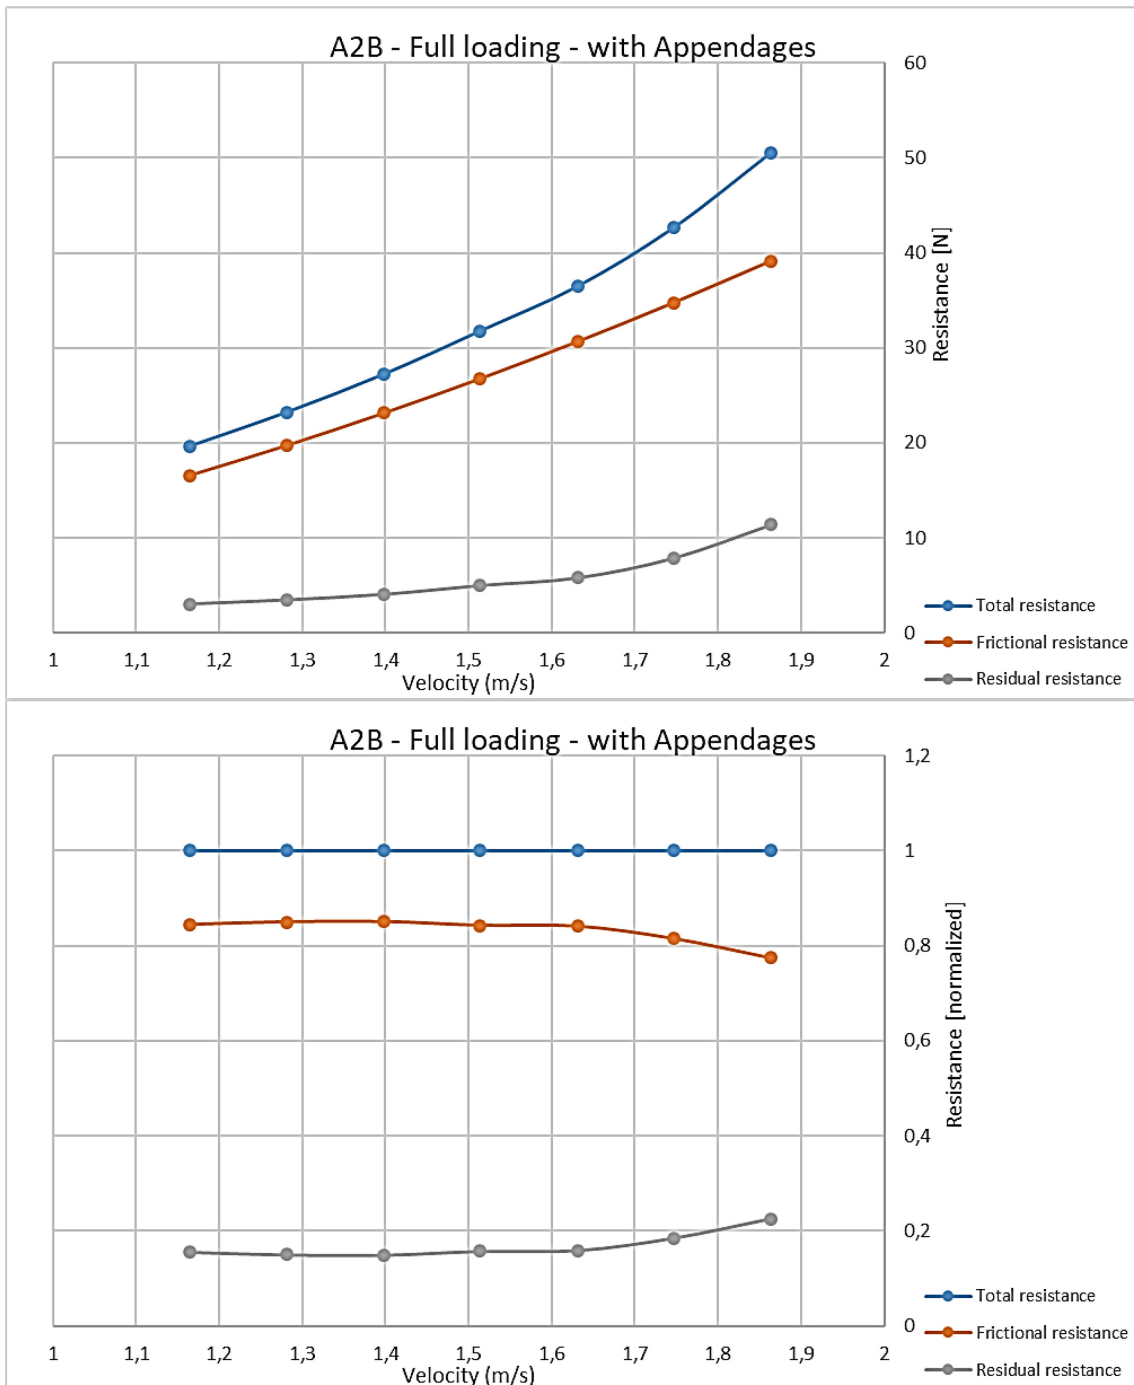 A2B - Full loading - with Appendages
60
50
40
30
20
10
0
Resistance [N]
1 1,1 1,2 1,3 1,4 1,5 1,6 1,7 1,8 1,9 2
Velocity (m/s)
Total resistance
Frictional resistance
Residual resistance
A2B - Full loading - with Appendages
1,2
1
0,8
0,6
0,4
0,2
0
Resistance [normalized]
1 1,1 1,2 1,3 1,4 1,5 1,6 1,7 1,8 1,9 2
Velocity (m/s)
Total resistance
Frictional resistance
Residual resistance